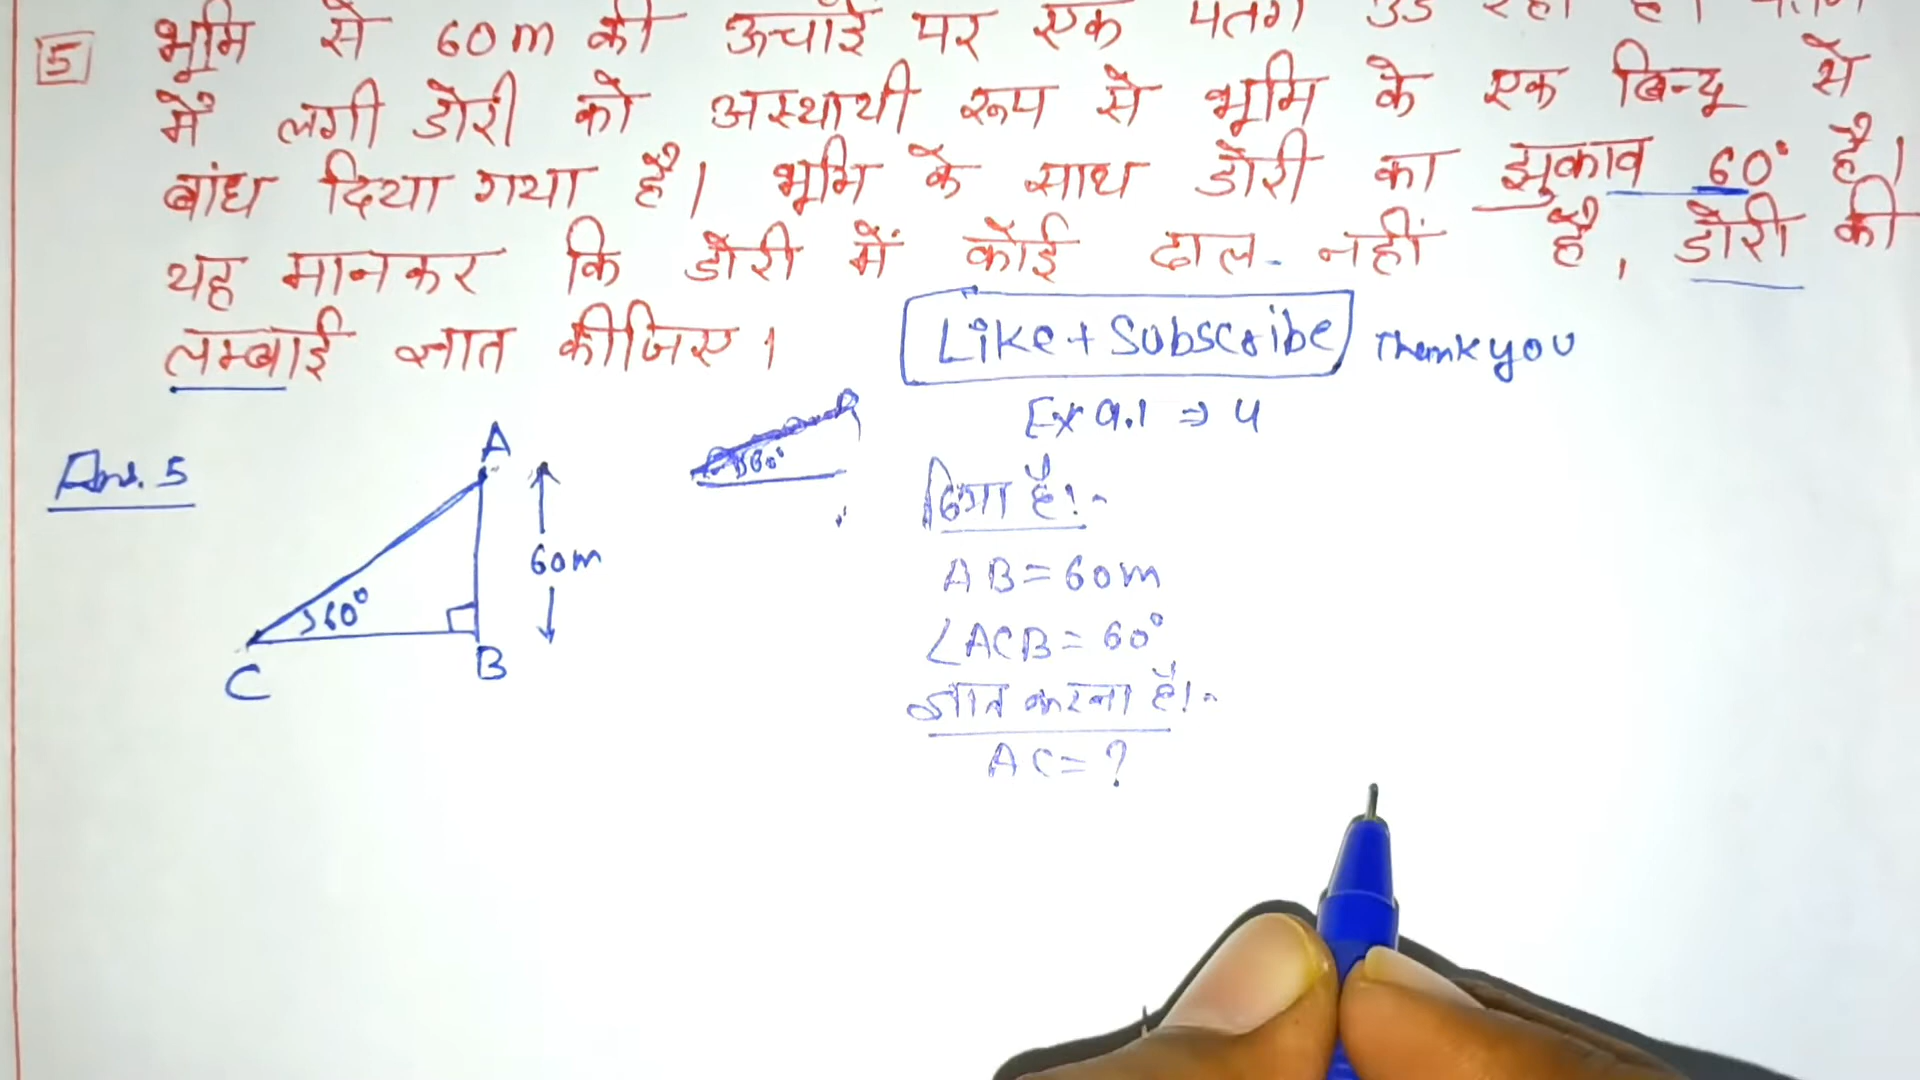 5 भूमि से 60m की ऊंचाई पर एक पतंग उड़ रही है। पतंग
में लगी डोरी को अस्थायी रूप से भूमि के एक बिन्दू से
बांध दिया गया है। भूमि के साथ डोरी का झुकाव 60° है।
यह मानकर कि डोरी में कोई ढाल नहीं है, डोरी की
लम्बाई ज्ञात कीजिए।
Like + Subscribe Thank you
Ex 9.1 ⇒ 4
Ans. 5
A
60°
दिया है:-
60m
AB = 60m
60°
∠ACB = 60°
C
B
ज्ञात करना है:-
AC = ?